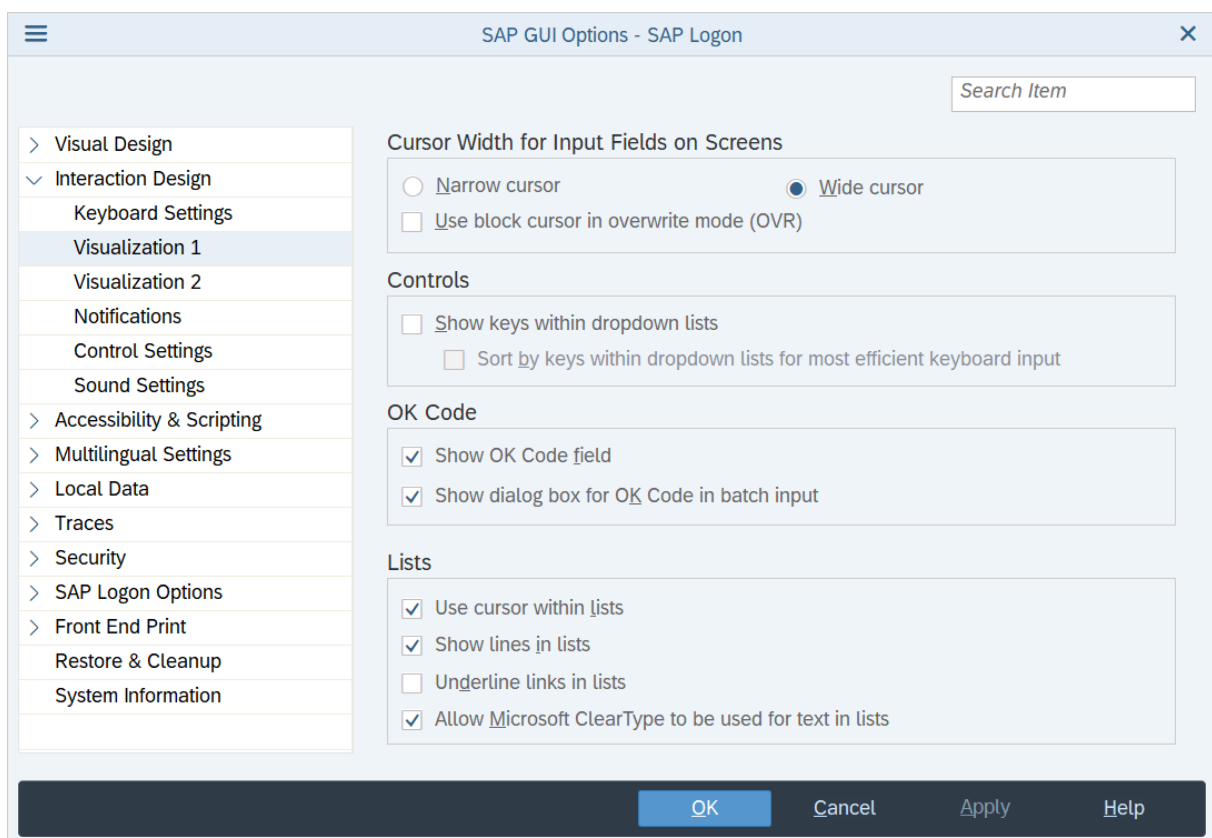 SAP GUI Options - SAP Logon
Search Item
Visual Design
Interaction Design
Keyboard Settings
Visualization 1
Visualization 2
Notifications
Control Settings
Sound Settings
Accessibility & Scripting
Multilingual Settings
Local Data
Traces
Security
SAP Logon Options
Front End Print
Restore & Cleanup
System Information
Cursor Width for Input Fields on Screens
Narrow cursor Wide cursor
Use block cursor in overwrite mode (OVR)
Controls
Show keys within dropdown lists
Sort by keys within dropdown lists for most efficient keyboard input
OK Code
Show OK Code field
Show dialog box for OK Code in batch input
Lists
Use cursor within lists
Show lines in lists
Underline links in lists
Allow Microsoft ClearType to be used for text in lists
OK Cancel Apply Help